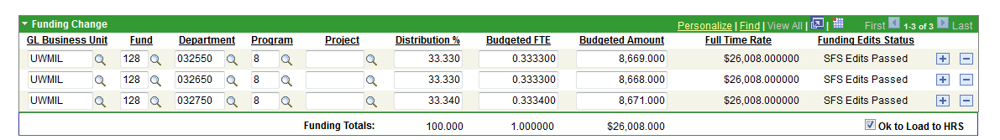 Funding Change Personalize | Find | View All | | First 1-3 of 3 Last
GL Business Unit Fund Department Program Project Distribution % Budgeted FTE Budgeted Amount Full Time Rate Funding Edits Status
UWMIL 128 032550 8 33.330 0.333300 8,669.000 $26,008.000000 SFS Edits Passed
UWMIL 128 032650 8 33.330 0.333300 8,668.000 $26,008.000000 SFS Edits Passed
UWMIL 128 032750 8 33.340 0.333400 8,671.000 $26,008.000000 SFS Edits Passed
Funding Totals: 100.000 1.000000 $26,008.000 Ok to Load to HRS